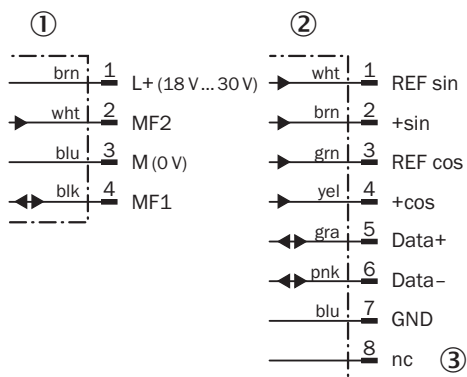 ①
brn 1 L+ (18 V... 30 V)
wht 2 MF2
blu 3 M (0 V)
blk 4 MF1
②
wht 1 REF sin
brn 2 +sin
grn 3 REF cos
yel 4 +cos
gra 5 Data+
pnk 6 Data–
blu 7 GND
8 nc ③